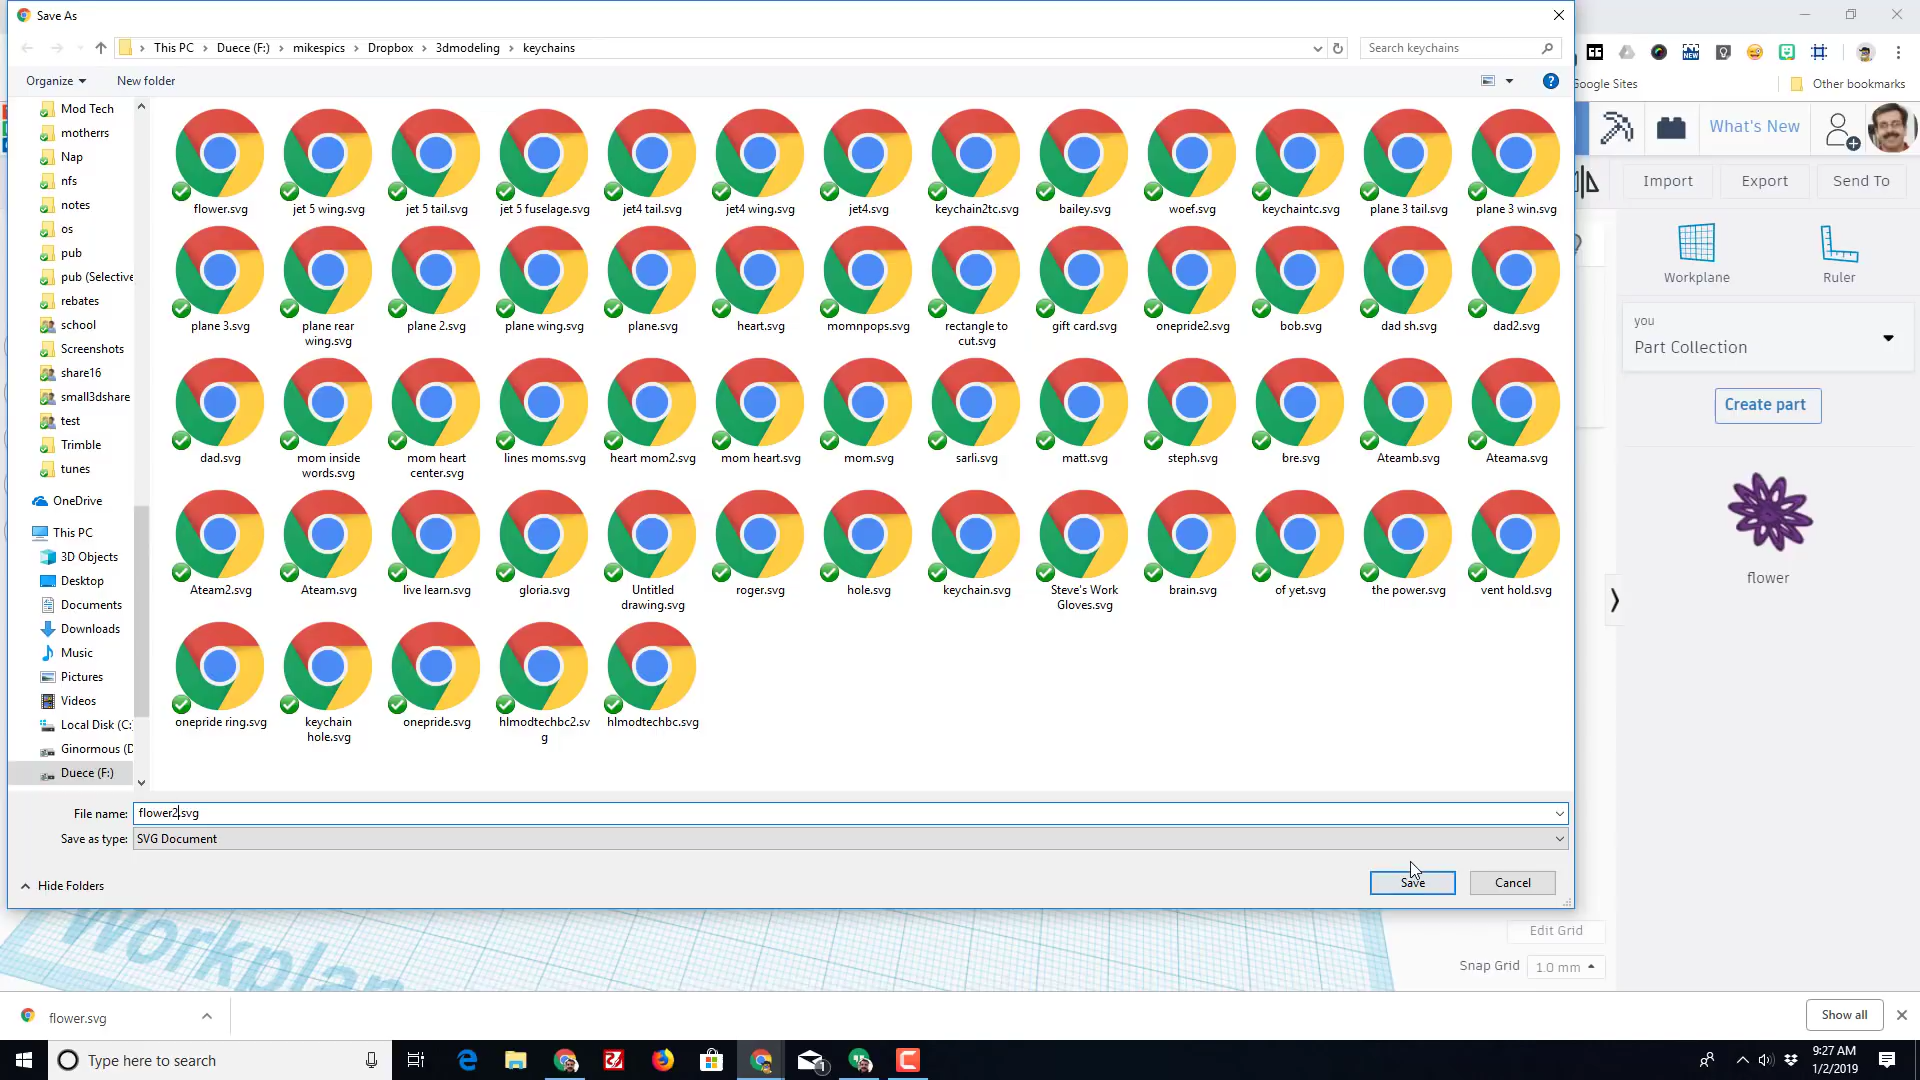 Save As
This PC > Duece (F:) > mikespics > Dropbox > 3dmodeling > keychains
Search keychains
Organize
New folder
Google Sites
Other bookmarks
What's New
Import
Export
Send To
Workplane
Ruler
you
Part Collection
Create part
flower
Mod Tech
motherrs
Nap
nfs
notes
os
pub
pub (Selective
rebates
school
Screenshots
share16
small3dshare
test
Trimble
tunes
OneDrive
This PC
3D Objects
Desktop
Documents
Downloads
Music
Pictures
Videos
Local Disk (C:
Ginormous (D
Duece (F:)
flower.svg
jet 5 wing.svg
jet 5 tail.svg
jet 5 fuselage.svg
jet4 tail.svg
jet4 wing.svg
jet4.svg
keychain2tc.svg
bailey.svg
woef.svg
keychaintc.svg
plane 3 tail.svg
plane 3 win.svg
plane 3.svg
plane rear
wing.svg
plane 2.svg
plane wing.svg
plane.svg
heart.svg
momnpops.svg
rectangle to
cut.svg
gift card.svg
onepride2.svg
bob.svg
dad sh.svg
dad2.svg
dad.svg
mom inside
words.svg
mom heart
center.svg
lines moms.svg
heart mom2.svg
mom heart.svg
mom.svg
sarli.svg
matt.svg
steph.svg
bre.svg
Ateamb.svg
Ateama.svg
Ateam2.svg
Ateam.svg
live learn.svg
gloria.svg
Untitled
drawing.svg
roger.svg
hole.svg
keychain.svg
Steve's Work
Gloves.svg
brain.svg
of yet.svg
the power.svg
vent hold.svg
onepride ring.svg
keychain
hole.svg
onepride.svg
hlmodtechbc2.sv
g
hlmodtechbc.svg
File name: flower2.svg
Save as type: SVG Document
Hide Folders
Save
Cancel
Workplan
Edit Grid
Snap Grid 1.0 mm
flower.svg
Show all
Type here to search
1
9:27 AM
1/2/2019